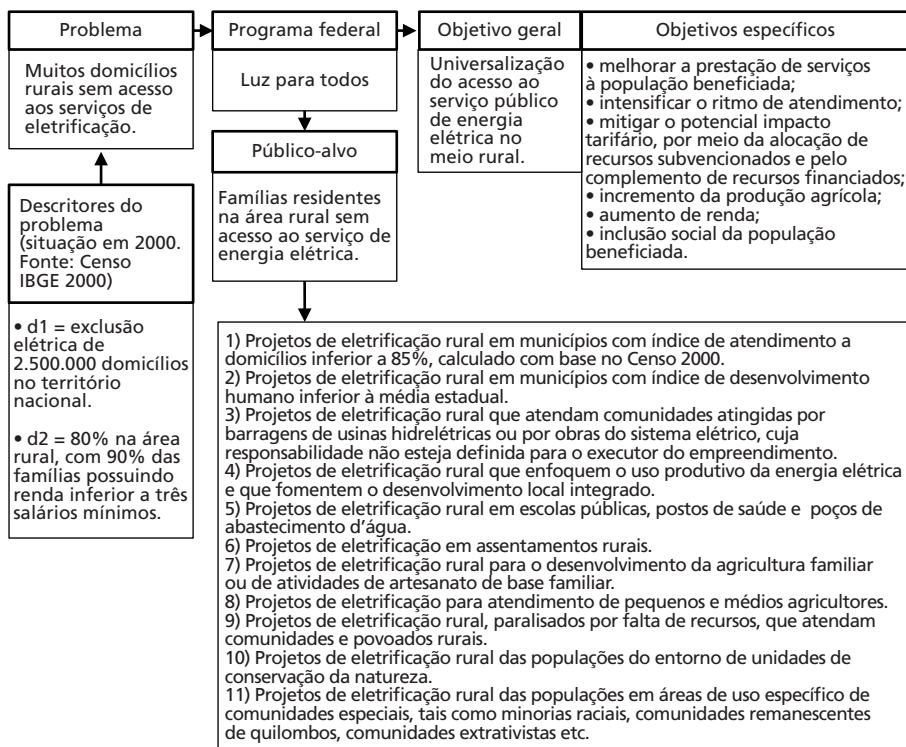 Problema
Muitos domicílios
rurais sem acesso
aos serviços de
eletrificação.
Descritores do
problema
(situação em 2000.
Fonte: Censo
IBGE 2000)
• d1 = exclusão
elétrica de
2.500.000 domicílios
no território
nacional.
• d2 = 80% na área
rural, com 90% das
famílias possuindo
renda inferior a três
salários mínimos.
Programa federal
Luz para todos
Público-alvo
Famílias residentes
na área rural sem
acesso ao serviço de
energia elétrica.
Objetivo geral
Universialização
do acesso ao
serviço público
de energia
elétrica no
meio rural.
Objetivos específicos
• melhorar a prestação de serviços
à população beneficiada;
• intensificar o ritmo de atendimento;
• mitigar o potencial impacto
tarifário, por meio da alocação de
recursos subvencionados e pelo
complemento de recursos financiados;
• incremento da produção agrícola;
• aumento de renda;
• inclusão social da população
beneficiada.
1) Projetos de eletrificação rural em municípios com índice de atendimento a
domicílios inferior a 85%, calculado com base no Censo 2000.
2) Projetos de eletrificação rural em municípios com índice de desenvolvimento
humano inferior à média estadual.
3) Projetos de eletrificação rural que atendam comunidades atingidas por
barragens de usinas hidrelétricas ou por obras do sistema elétrico, cuja
responsabilidade não esteja definida para o executor do empreendimento.
4) Projetos de eletrificação rural que enfoquem o uso produtivo da energia elétrica
e que fomentem o desenvolvimento local integrado.
5) Projetos de eletrificação rural em escolas públicas, postos de saúde e poços de
abastecimento d’água.
6) Projetos de eletrificação em assentamentos rurais.
7) Projetos de eletrificação rural para o desenvolvimento da agricultura familiar
ou de atividades de artesanato de base familiar.
8) Projetos de eletrificação para atendimento de pequenos e médios agricultores.
9) Projetos de eletrificação rural, paralisados por falta de recursos, que atendam
comunidades e povoados rurais.
10) Projetos de eletrificação rural das populações do entorno de unidades de
conservação da natureza.
11) Projetos de eletrificação rural das populações em áreas de uso específico de
comunidades especiais, tais como minorias raciais, comunidades remanescentes
de quilombos, comunidades extrativistas etc.